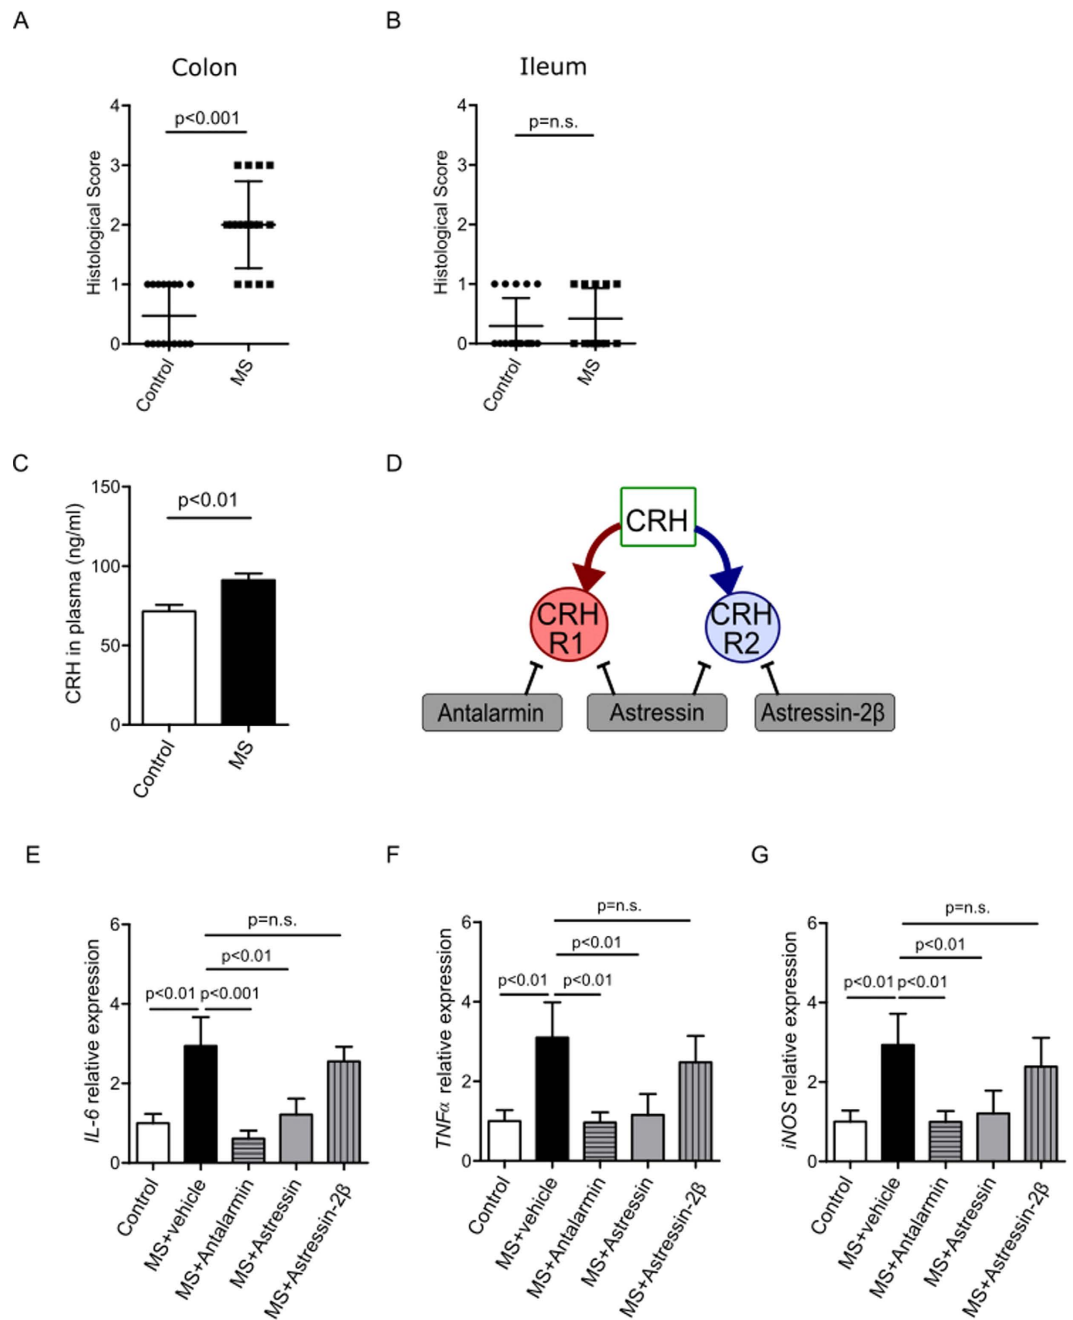 A
B
Colon
Ileum
4
3
2
1
0
Histological Score
p<0.001
Control
MS
4
3
2
1
0
Histological Score
p=n.s.
Control
MS
C
D
150
100
50
0
CRH in plasma (ng/ml)
p<0.01
Control
MS
CRH
CRH
R1
CRH
R2
Antalarmin
Astressin
Astressin-2β
E
F
G
6
4
2
0
IL-6 relative expression
p=n.s.
p<0.01
p<0.01
p<0.001
Control
MS+vehicle
MS+Antalarmin
MS+Astressin
MS+Astressin-2β
6
4
2
0
TNFα relative expression
p=n.s.
p<0.01
p<0.01
p<0.01
Control
MS+vehicle
MS+Antalarmin
MS+Astressin
MS+Astressin-2β
6
4
2
0
iNOS relative expression
p=n.s.
p<0.01
p<0.01
p<0.01
Control
MS+vehicle
MS+Antalarmin
MS+Astressin
MS+Astressin-2β